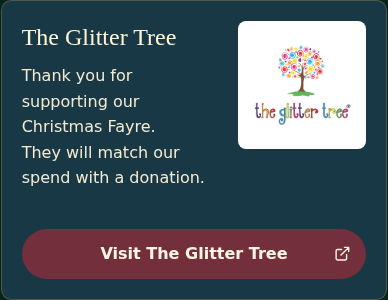 The Glitter Tree
Thank you for
supporting our
Christmas Fayre.
They will match our
spend with a donation.
the glitter tree
Visit The Glitter Tree